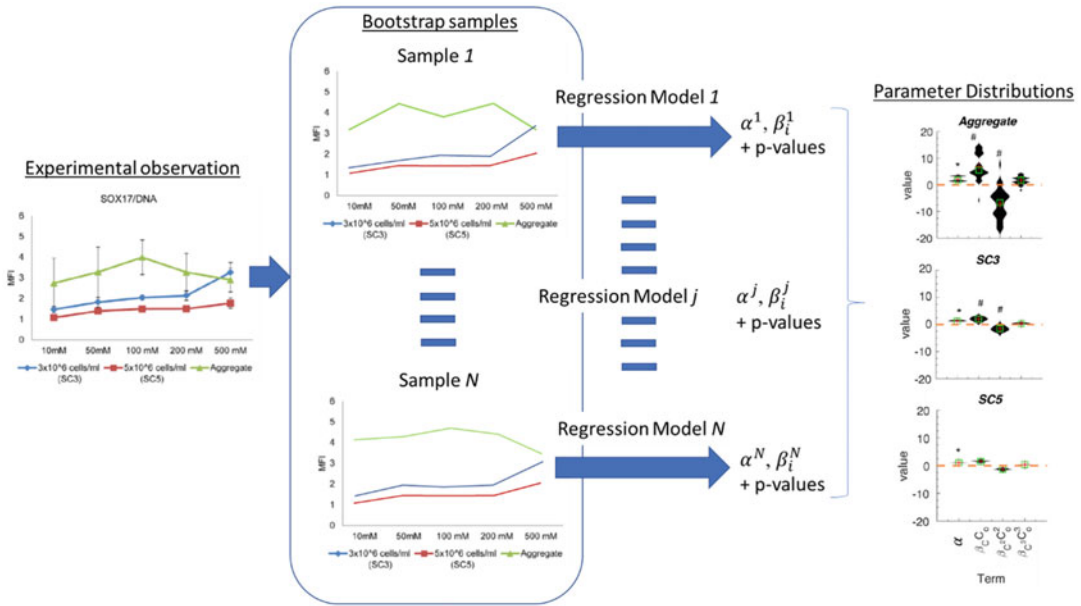 Experimental observation
SOX17/DNA
MFI
6
5
4
3
2
1
0
10mM 50mM 100 mM 200 mM 500 mM
3x10^6 cells/ml (SC3) 5x10^6 cells/ml (SC5) Aggregate
Bootstrap samples
Sample 1
MFI
6
5
4
3
2
1
0
10mM 50mM 100 mM 200 mM 500 mM
3x10^6 cells/ml (SC3) 5x10^6 cells/ml (SC5) Aggregate
Sample N
MFI
6
5
4
3
2
1
0
10mM 50mM 100 mM 200 mM 500 mM
3x10^6 cells/ml (SC3) 5x10^6 cells/ml (SC5) Aggregate
Regression Model 1
α¹, βᵢ¹
+ p-values
Regression Model j
αʲ, βᵢʲ
+ p-values
Regression Model N
αᴺ, βᵢᴺ
+ p-values
Parameter Distributions
Aggregate
value
20
10
0
-10
-20
* # #
SC3
value
20
10
0
-10
-20
* # #
SC5
value
20
10
0
-10
-20
*
α
Term